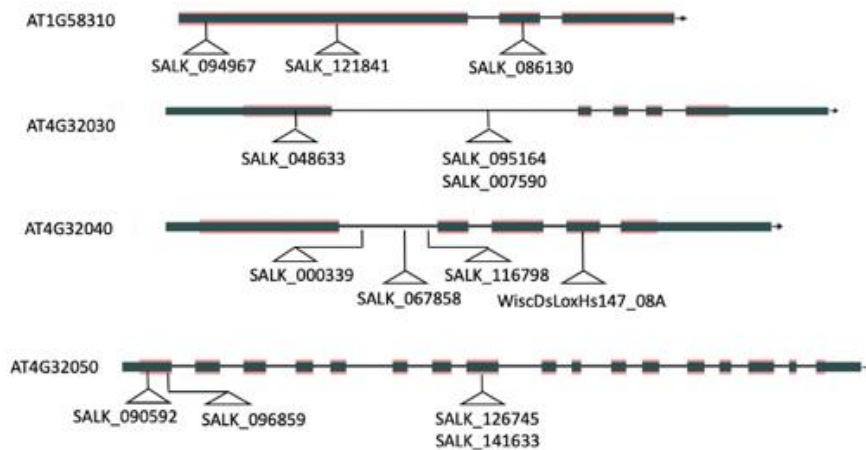 AT1G58310
SALK_094967
SALK_121841
SALK_086130
AT4G32030
SALK_048633
SALK_095164
SALK_007590
AT4G32040
SALK_000339
SALK_116798
SALK_067858
WiscDsLoxHs147_08A
AT4G32050
SALK_090592
SALK_096859
SALK_126745
SALK_141633